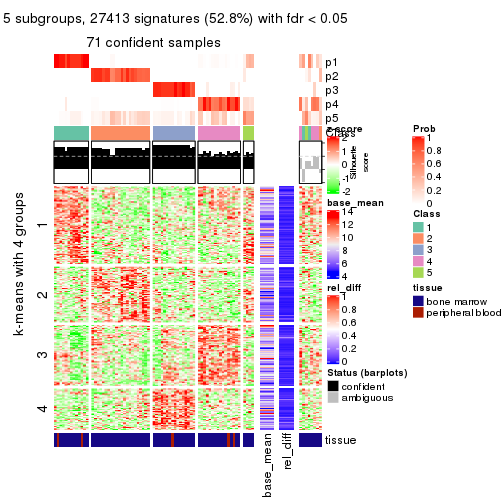 5 subgroups, 27413 signatures (52.8%) with fdr < 0.05
71 confident samples
p1
p2
p3
p4
p5
Class
Silhouette
score
k-means with 4 groups
1
2
3
4
base_mean
rel_diff
tissue
z-score
2
1
0
-1
-2
base_mean
14
12
10
8
6
4
rel_diff
1
0.8
0.6
0.4
0.2
0
Status (barplots)
confident
ambiguous
Prob
1
0.8
0.6
0.4
0.2
0
Class
1
2
3
4
5
tissue
bone marrow
peripheral blood